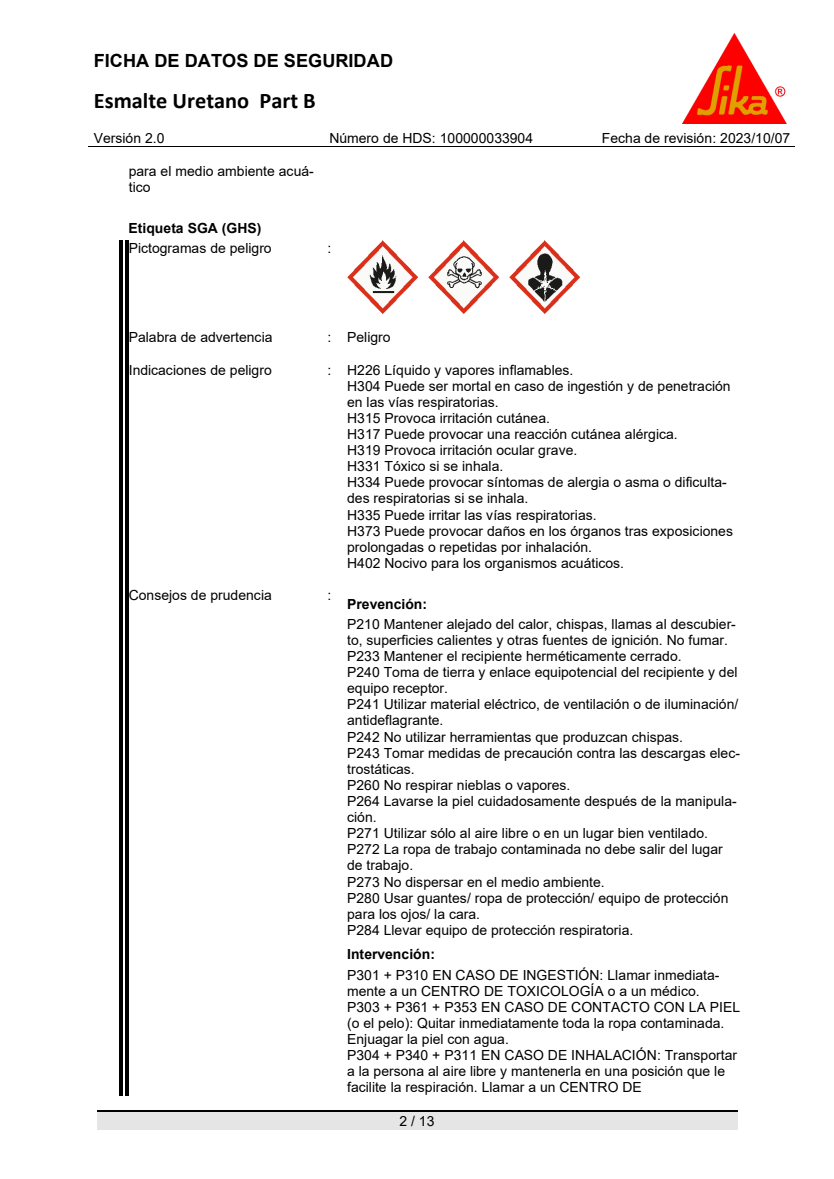 FICHA DE DATOS DE SEGURIDAD
Esmalte Uretano Part B
Sika ®
Versión 2.0 Número de HDS: 100000033904 Fecha de revisión: 2023/10/07
para el medio ambiente acuá-
tico
Etiqueta SGA (GHS)
Pictogramas de peligro :
Palabra de advertencia : Peligro
Indicaciones de peligro : H226 Líquido y vapores inflamables.
H304 Puede ser mortal en caso de ingestión y de penetración
en las vías respiratorias.
H315 Provoca irritación cutánea.
H317 Puede provocar una reacción cutánea alérgica.
H319 Provoca irritación ocular grave.
H331 Tóxico si se inhala.
H334 Puede provocar síntomas de alergia o asma o dificulta-
des respiratorias si se inhala.
H335 Puede irritar las vías respiratorias.
H373 Puede provocar daños en los órganos tras exposiciones
prolongadas o repetidas por inhalación.
H402 Nocivo para los organismos acuáticos.
Consejos de prudencia :
Prevención:
P210 Mantener alejado del calor, chispas, llamas al descubier-
to, superficies calientes y otras fuentes de ignición. No fumar.
P233 Mantener el recipiente herméticamente cerrado.
P240 Toma de tierra y enlace equipotencial del recipiente y del
equipo receptor.
P241 Utilizar material eléctrico, de ventilación o de iluminación/
antideflagrante.
P242 No utilizar herramientas que produzcan chispas.
P243 Tomar medidas de precaución contra las descargas elec-
trostáticas.
P260 No respirar nieblas o vapores.
P264 Lavarse la piel cuidadosamente después de la manipula-
ción.
P271 Utilizar sólo al aire libre o en un lugar bien ventilado.
P272 La ropa de trabajo contaminada no debe salir del lugar
de trabajo.
P273 No dispersar en el medio ambiente.
P280 Usar guantes/ ropa de protección/ equipo de protección
para los ojos/ la cara.
P284 Llevar equipo de protección respiratoria.
Intervención:
P301 + P310 EN CASO DE INGESTIÓN: Llamar inmediata-
mente a un CENTRO DE TOXICOLOGÍA o a un médico.
P303 + P361 + P353 EN CASO DE CONTACTO CON LA PIEL
(o el pelo): Quitar inmediatamente toda la ropa contaminada.
Enjuagar la piel con agua.
P304 + P340 + P311 EN CASO DE INHALACIÓN: Transportar
a la persona al aire libre y mantenerla en una posición que le
facilite la respiración. Llamar a un CENTRO DE
2 / 13